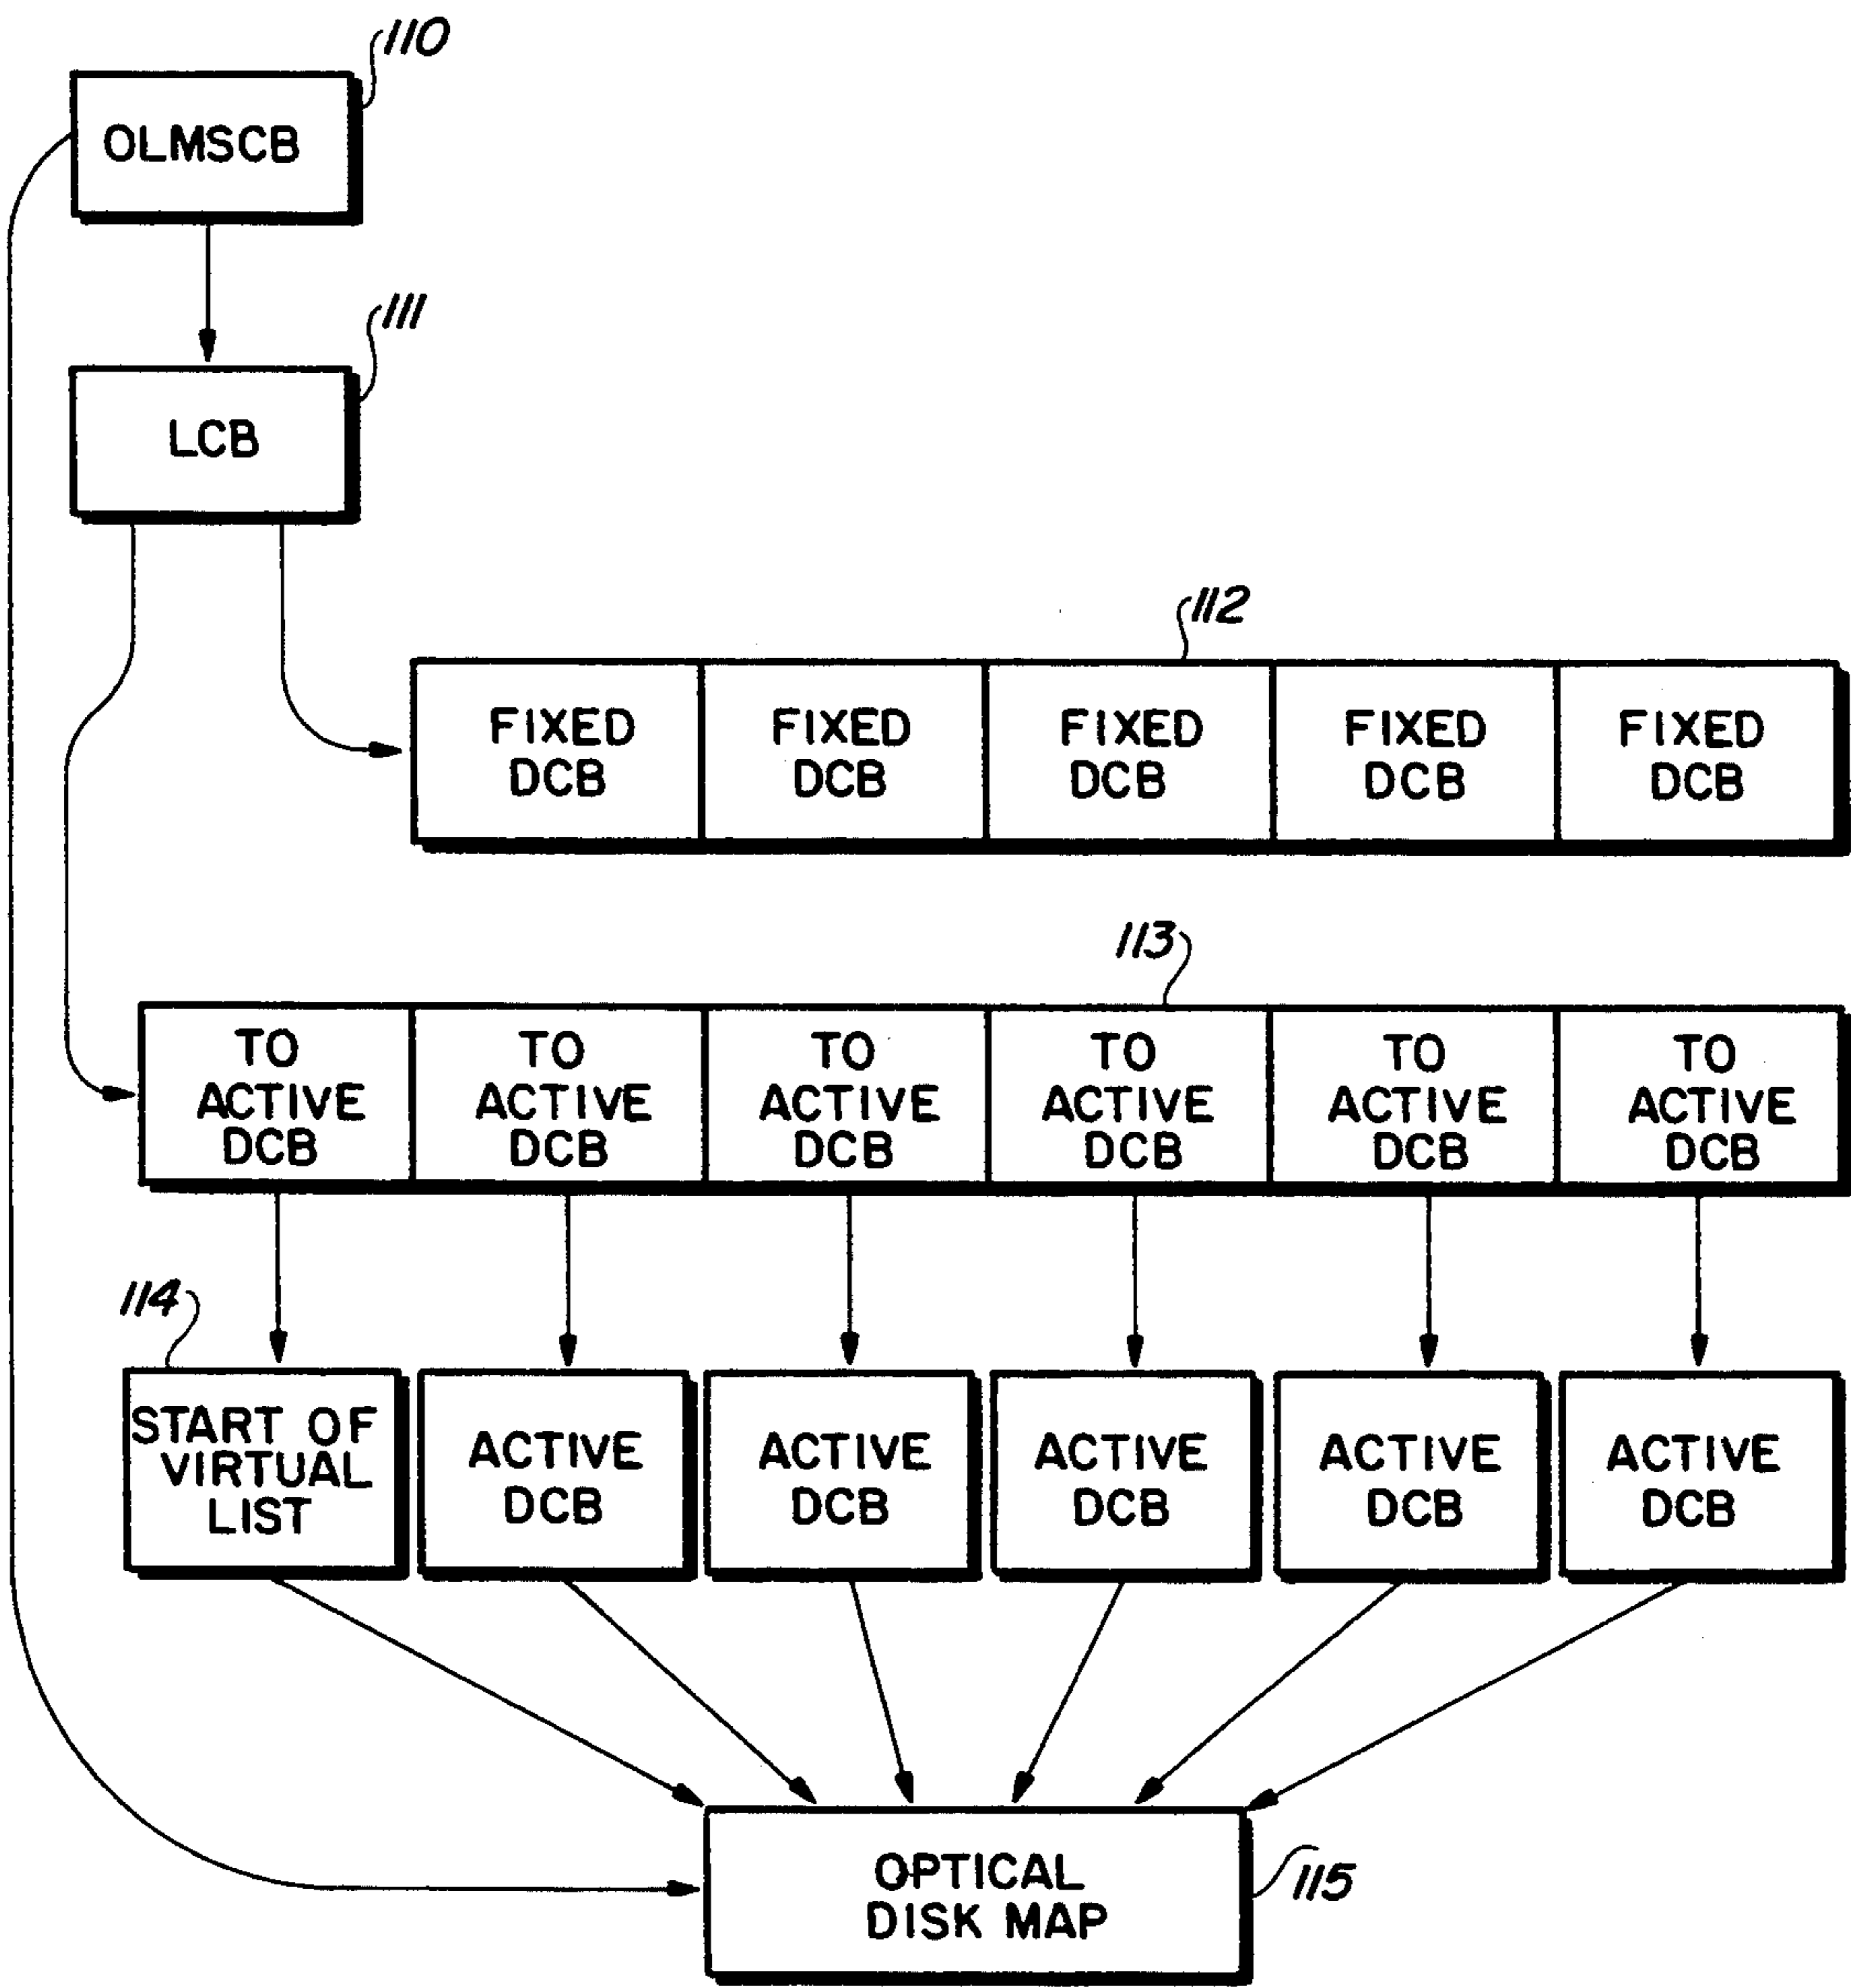 110
OLMSCB
111
LCB
112
FIXED
DCB
FIXED
DCB
FIXED
DCB
FIXED
DCB
FIXED
DCB
113
TO
ACTIVE
DCB
TO
ACTIVE
DCB
TO
ACTIVE
DCB
TO
ACTIVE
DCB
TO
ACTIVE
DCB
TO
ACTIVE
DCB
114
START OF
VIRTUAL
LIST
ACTIVE
DCB
ACTIVE
DCB
ACTIVE
DCB
ACTIVE
DCB
ACTIVE
DCB
OPTICAL
DISK MAP
115